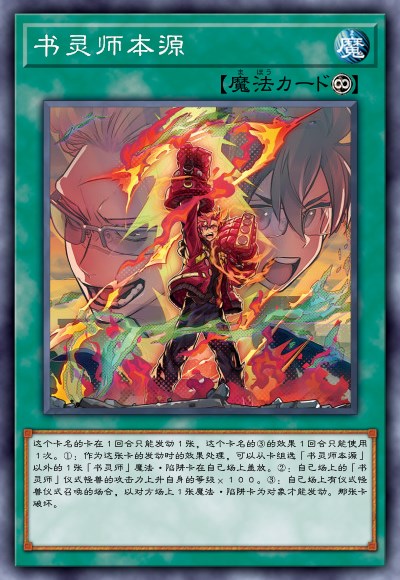 书灵师本源
魔
【魔法カード】
まほう
这个卡名的卡在1回合只能发动1张，这个卡名的③的效果1回合只能使用
1次。①：作为这张卡的发动时的效果处理，可以从卡组选「书灵师本源」
以外的1张「书灵师」魔法·陷阱卡在自己场上盖放。②：自己场上的「书
灵师」仪式怪兽的攻击力上升自身的等级×100。③：自己场上有仪式怪
兽仪式召唤的场合，以对方场上1张魔法·陷阱卡为对象才能发动。那张卡
破坏。